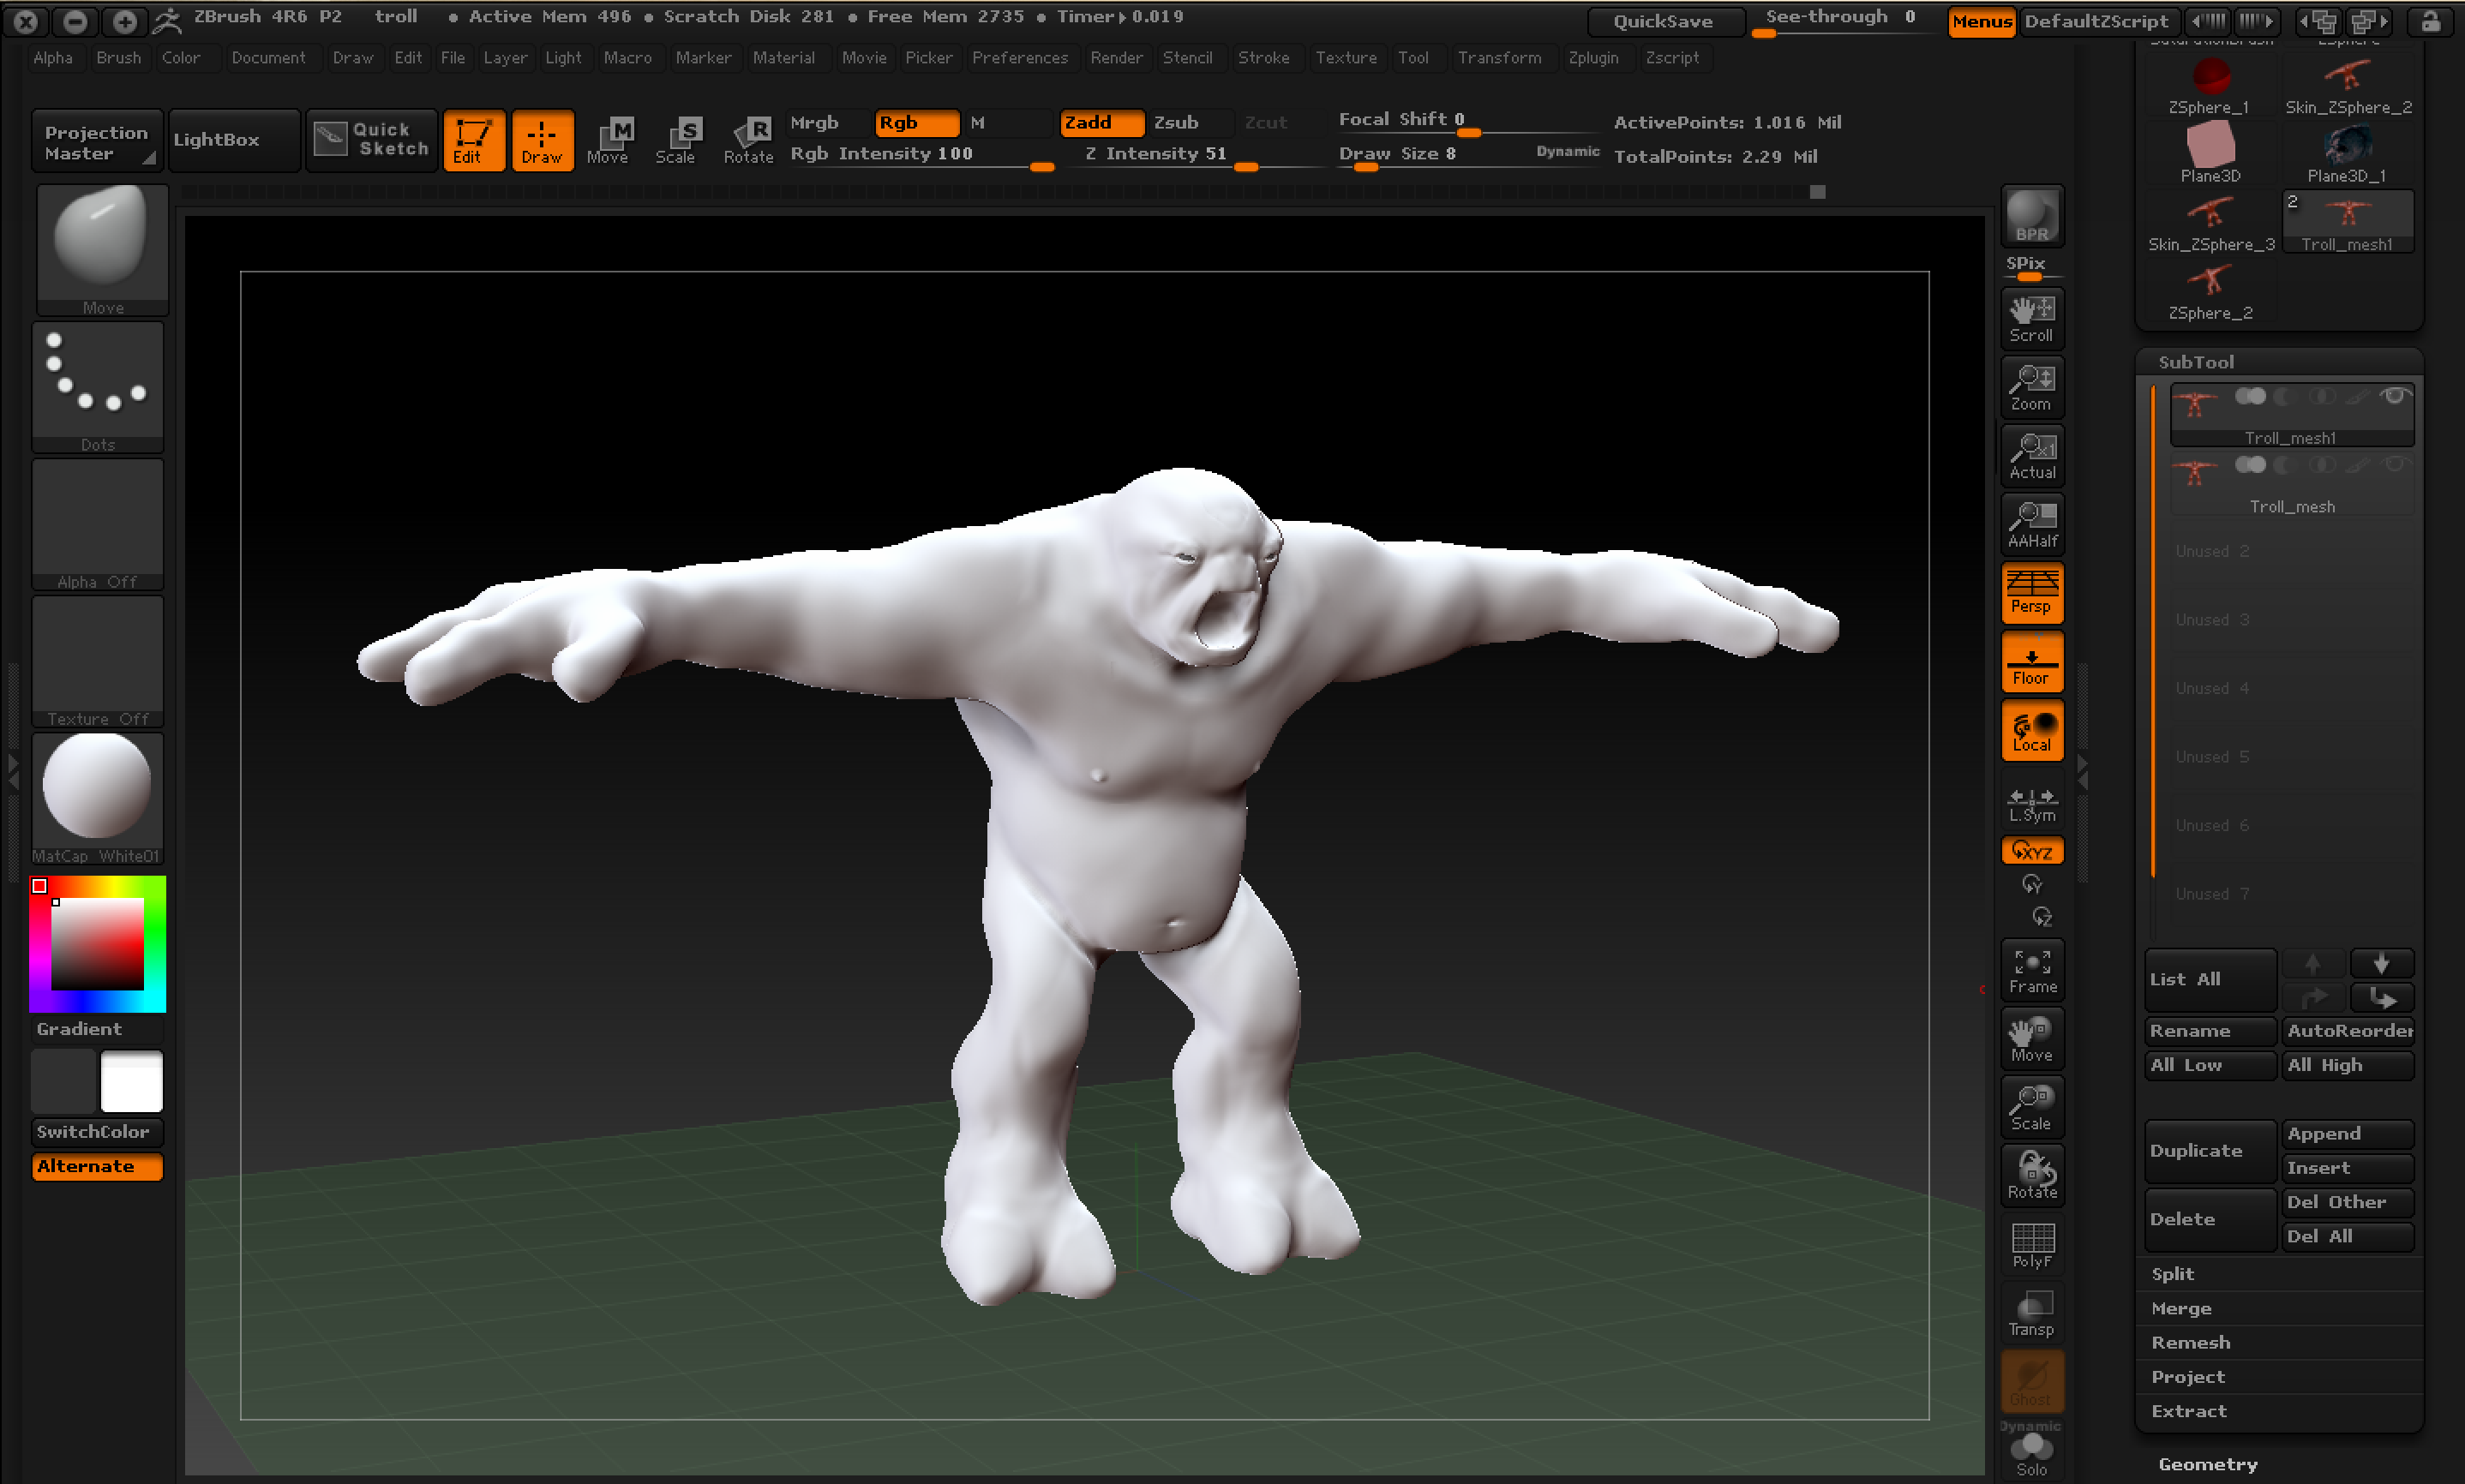 ZBrush 4R6 P2 troll • Active Mem 496 • Scratch Disk 281 • Free Mem 2735 • Timer▸0.019
QuickSave See-through 0 Menus DefaultZScript
Alpha Brush Color Document Draw Edit File Layer Light Macro Marker Material Movie Picker Preferences Render Stencil Stroke Texture Tool Transform Zplugin Zscript
Projection Master
LightBox
Quick Sketch
Edit
Draw
Move
Scale
Rotate
M
S
R
Mrgb Rgb M Zadd Zsub Zcut
Rgb Intensity 100 Z Intensity 51
Focal Shift 0
Draw Size 8 Dynamic
ActivePoints: 1.016 Mil
TotalPoints: 2.29 Mil
Move
Dots
Alpha Off
Texture Off
MatCap White01
Gradient
SwitchColor
Alternate
BPR
SPix
Scroll
Zoom
x1
Actual
AAHalf
Persp
Floor
Local
L.Sym
XYZ
Y
Z
Frame
Move
Scale
Rotate
PolyF
Transp
Ghost
Dynamic
Solo
ZSphere_1 Skin_ZSphere_2
Plane3D Plane3D_1
2
Skin_ZSphere_3 Troll_mesh1
ZSphere_2
SubTool
Troll_mesh1
Troll_mesh
Unused 2
Unused 3
Unused 4
Unused 5
Unused 6
Unused 7
List All
Rename AutoReorder
All Low All High
Duplicate Append
Insert
Delete Del Other
Del All
Split
Merge
Remesh
Project
Extract
Geometry